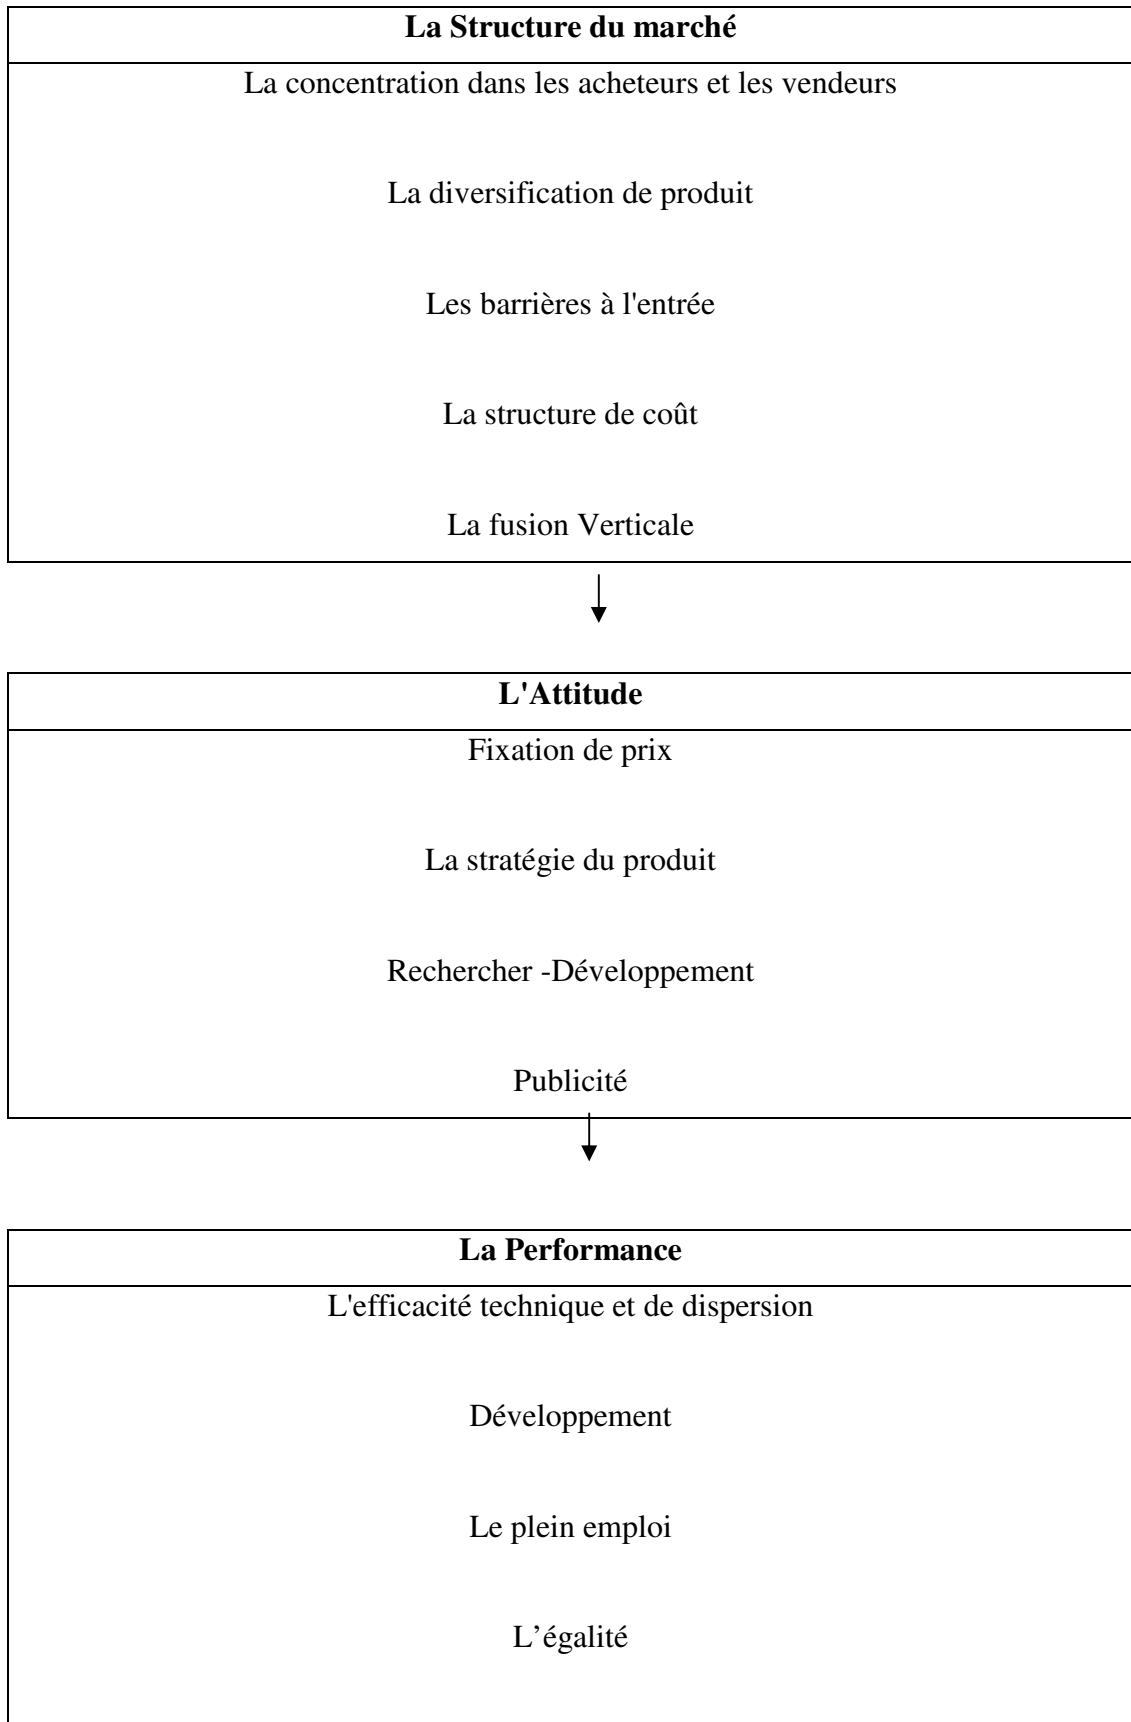 La Structure du marché
La concentration dans les acheteurs et les vendeurs
La diversification de produit
Les barrières à l'entrée
La structure de coût
La fusion Verticale
L'Attitude
Fixation de prix
La stratégie du produit
Rechercher -Développement
Publicité
La Performance
L'efficacité technique et de dispersion
Développement
Le plein emploi
L’égalité